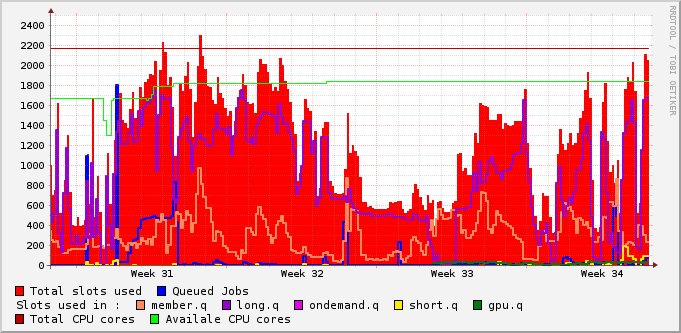 2400
2200
2000
1800
1600
1400
1200
1000
800
600
400
200
0
Week 31 Week 32 Week 33 Week 34
RRDTOOL / TOBI OETIKER
Total slots used Queued Jobs
Slots used in : member.q long.q ondemand.q short.q gpu.q
Total CPU cores Availale CPU cores